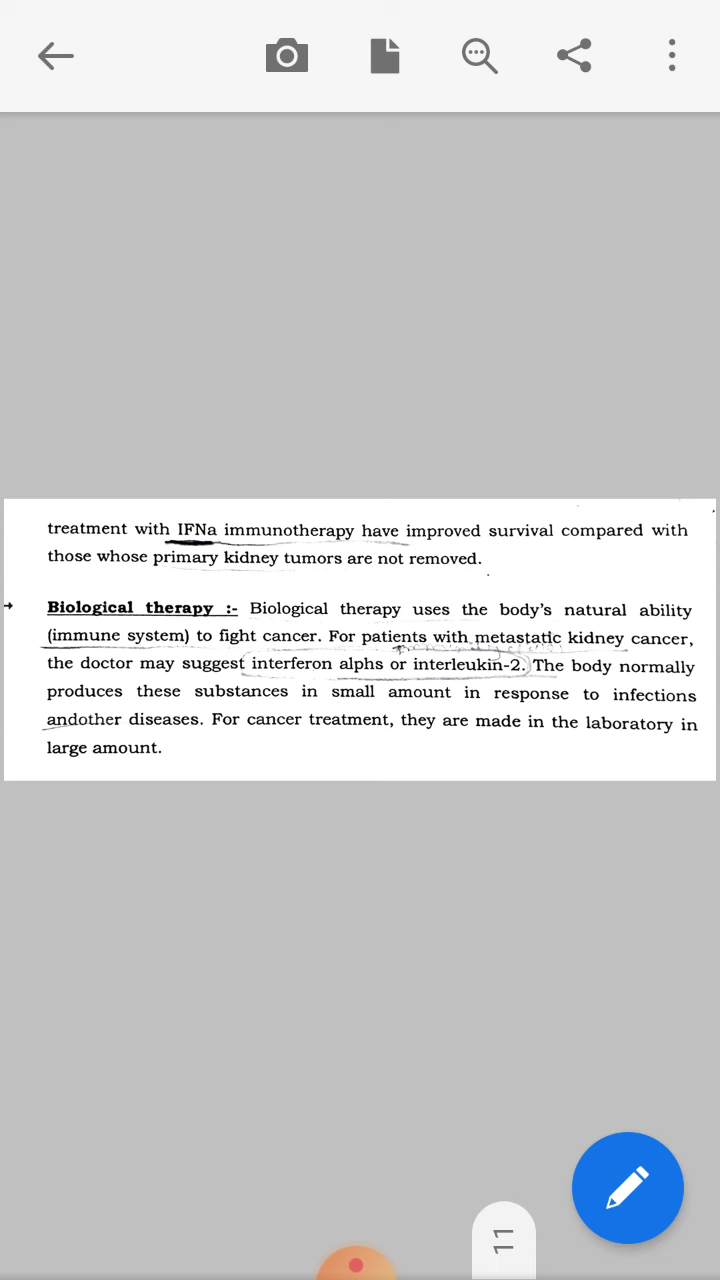 treatment with IFNa immunotherapy have improved survival compared with
those whose primary kidney tumors are not removed.
Biological therapy :- Biological therapy uses the body's natural ability
(immune system) to fight cancer. For patients with metastatic kidney cancer,
the doctor may suggest interferon alphs or interleukin-2. The body normally
produces these substances in small amount in response to infections
andother diseases. For cancer treatment, they are made in the laboratory in
large amount.
11